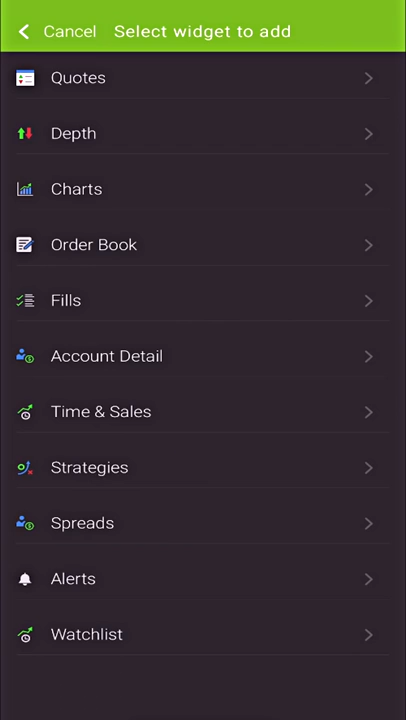 Cancel Select widget to add
Quotes
Depth
Charts
Order Book
Fills
Account Detail
Time & Sales
Strategies
Spreads
Alerts
Watchlist